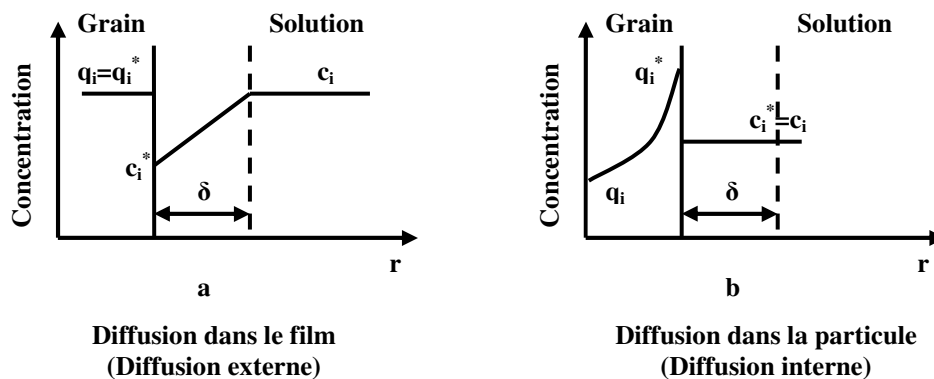 Grain Solution
qᵢ=qᵢ* cᵢ
cᵢ*
δ
Concentration
r
a
Diffusion dans le film
(Diffusion externe)
Grain Solution
qᵢ*
cᵢ*=cᵢ
qᵢ
δ
Concentration
r
b
Diffusion dans la particule
(Diffusion interne)